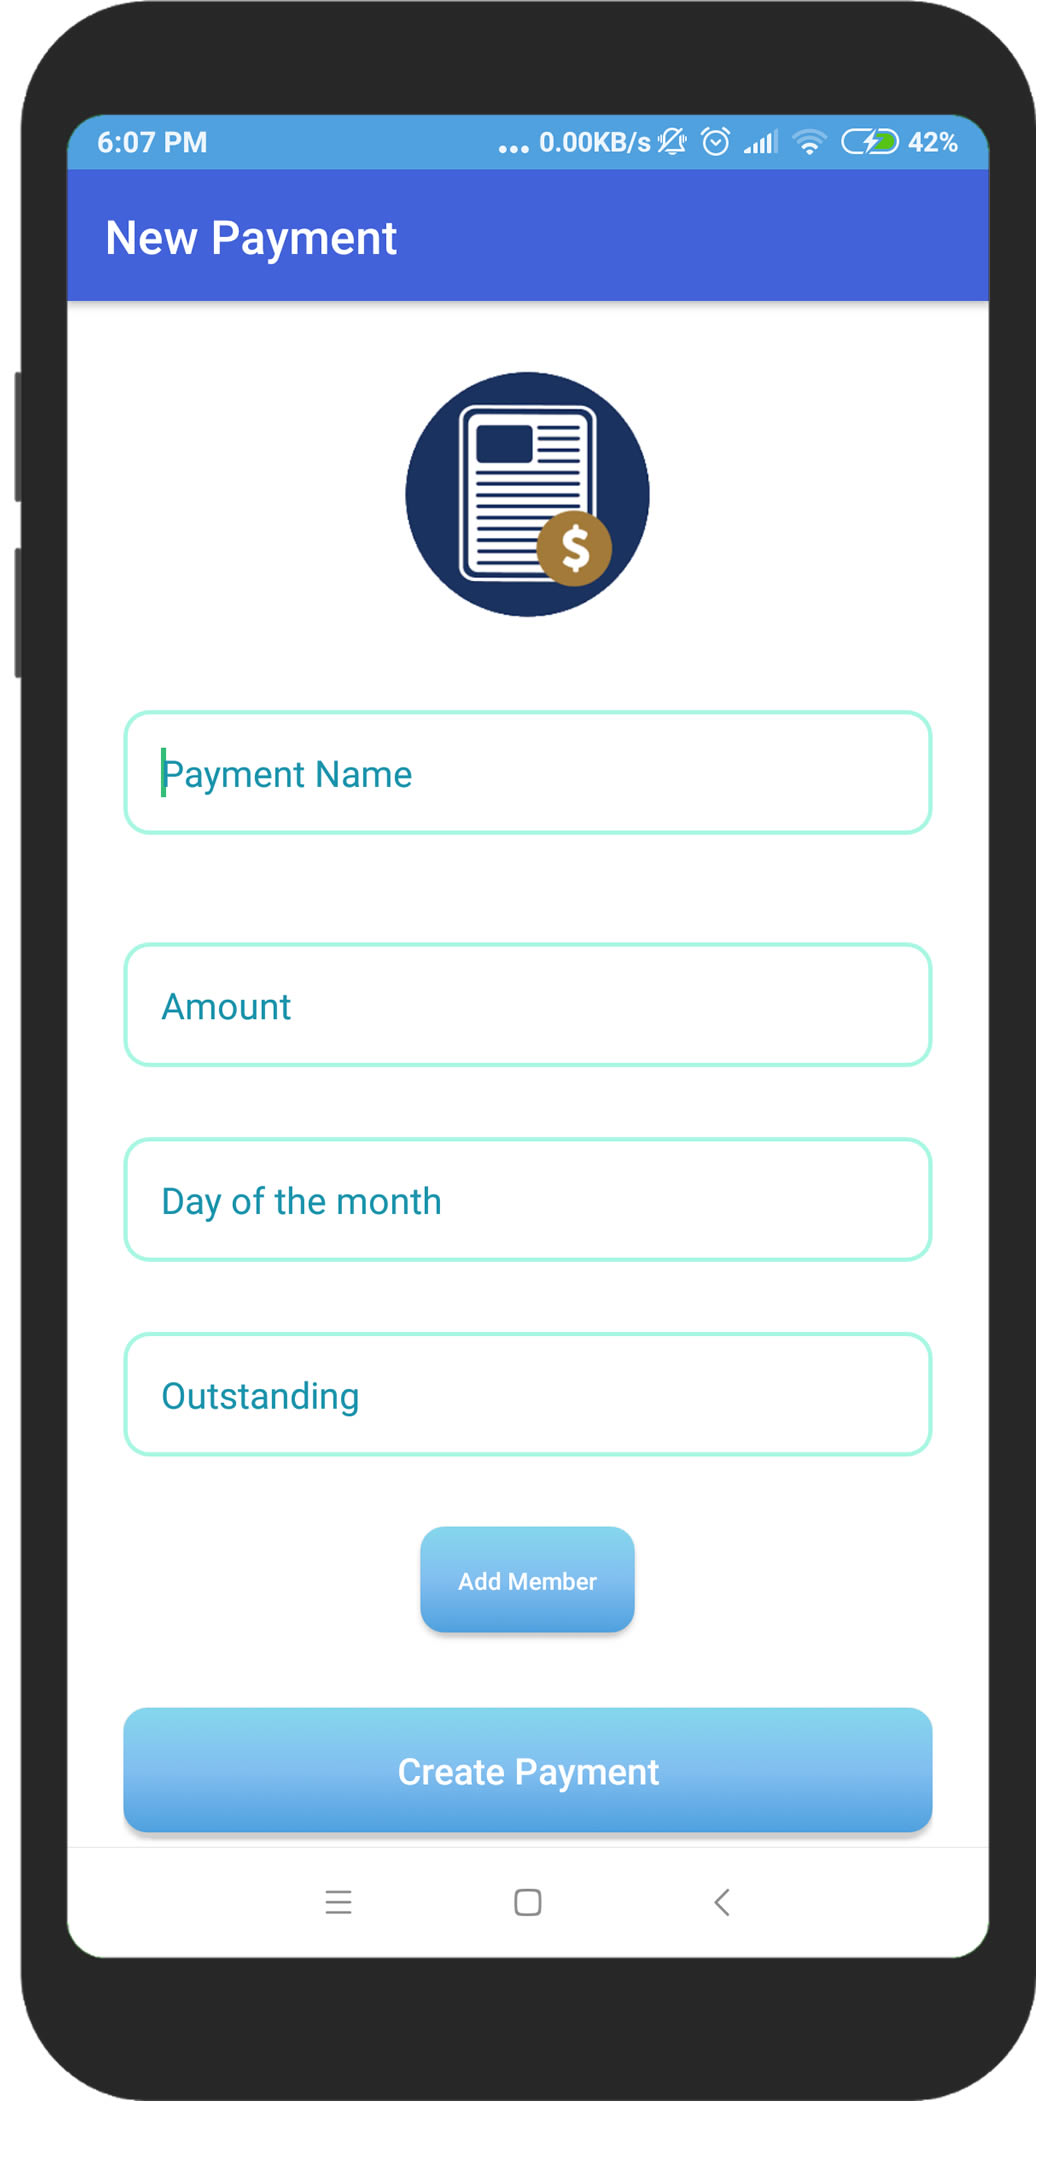 6:07 PM ... 0.00KB/s 42%
New Payment
$
Payment Name
Amount
Day of the month
Outstanding
Add Member
Create Payment